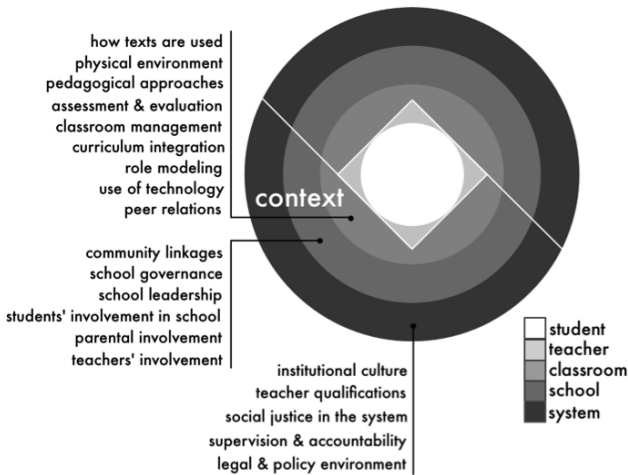 how texts are used
physical environment
pedagogical approaches
assessment & evaluation
classroom management
curriculum integration
role modeling
use of technology
peer relations
context
community linkages
school governance
school leadership
students' involvement in school
parental involvement
teachers' involvement
institutional culture
teacher qualifications
social justice in the system
supervision & accountability
legal & policy environment
student
teacher
classroom
school
system